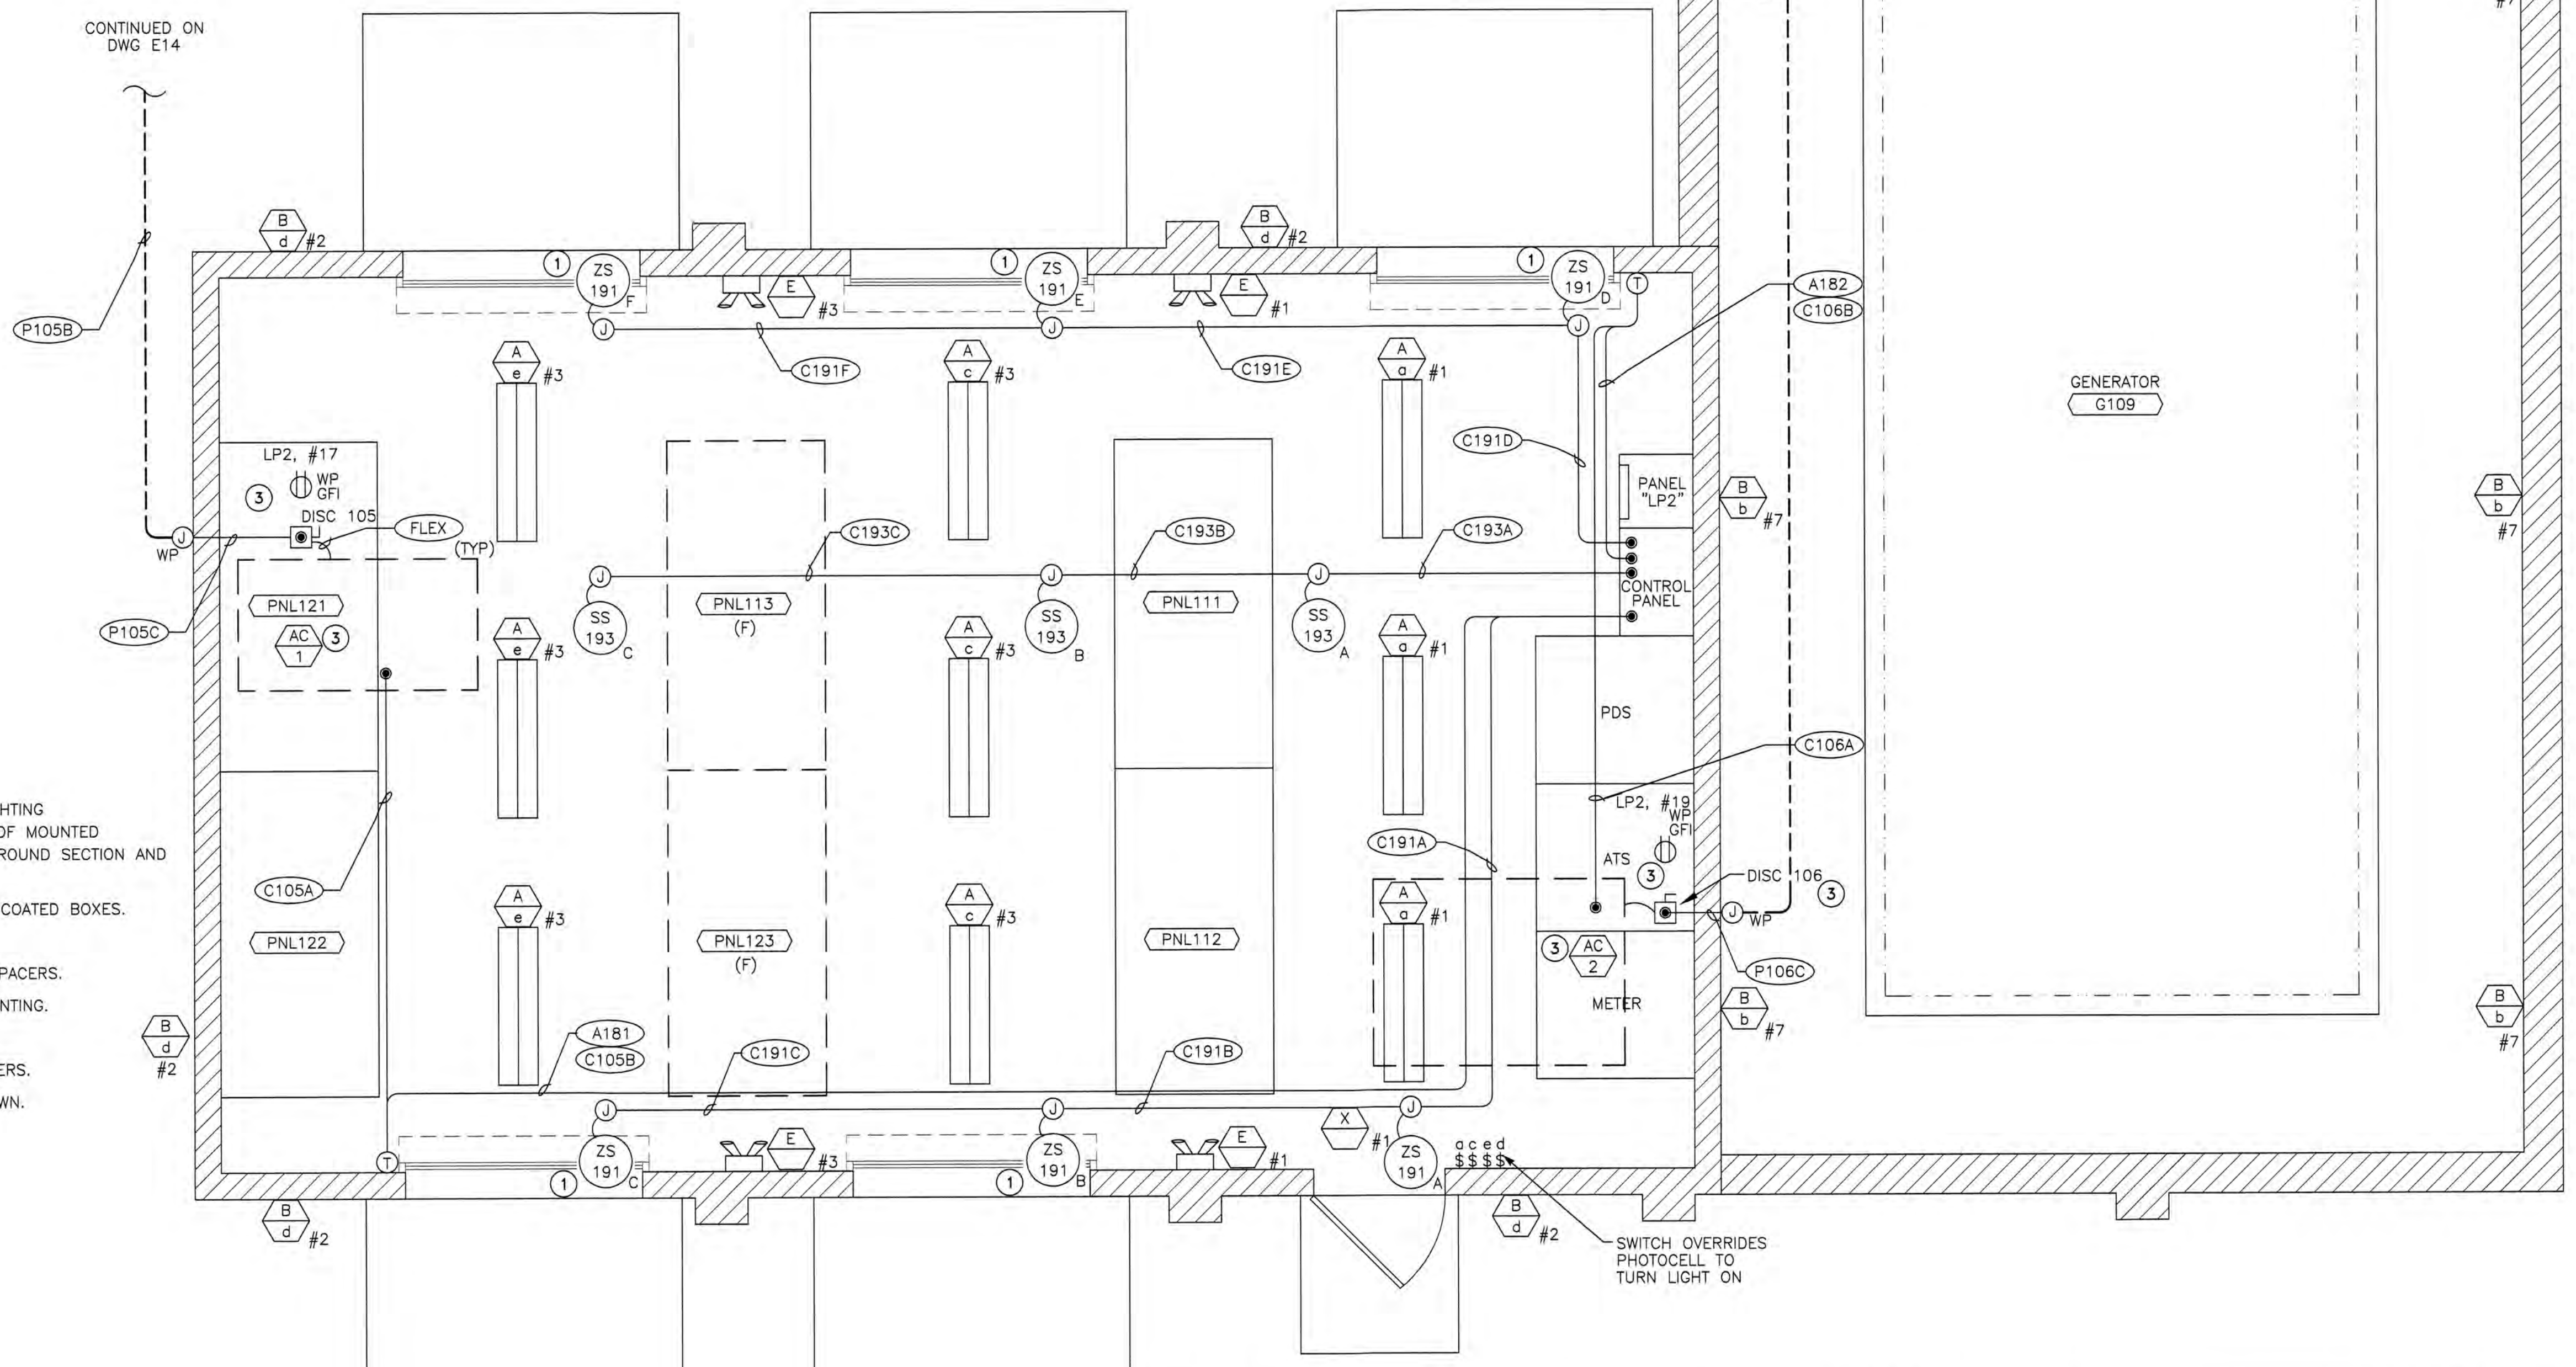 CONTINUED ON
DWG E14
#7
B
d
#2
B
d
#2
1
ZS
191
F
1
ZS
191
E
1
ZS
191
D
T
E
#3
E
#1
A182
C106B
P105B
J
J
J
C191F
C191E
A
e
#3
A
c
#3
A
a
#1
GENERATOR
G109
C191D
LP2, #17
WP
GFI
3
DISC 105
FLEX
(TYP)
J
WP
C193C
C193B
C193A
PANEL
"LP2"
B
b
#7
B
b
#7
J
J
J
CONTROL
PANEL
PNL121
AC
1
3
P105C
PNL113
(F)
PNL111
SS
193
C
SS
193
B
SS
193
A
A
e
#3
A
c
#3
A
a
#1
PDS
C106A
LP2, #19
WP
GFI
HTING
OF MOUNTED
ROUND SECTION AND
COATED BOXES.
PACERS.
NTING.
ERS.
WN.
C191A
ATS
3
DISC 106
3
J
WP
C105A
A
e
#3
A
c
#3
A
a
#1
PNL122
PNL123
(F)
PNL112
3
AC
2
P106C
METER
B
b
#7
B
b
#7
B
d
#2
A181
C105B
C191C
C191B
J
J
J
X
#1
T
1
ZS
191
C
E
#3
1
ZS
191
B
E
#1
ZS
191
A
a c e d
$ $ $ $
B
d
#2
B
d
#2
SWITCH OVERRIDES
PHOTOCELL TO
TURN LIGHT ON